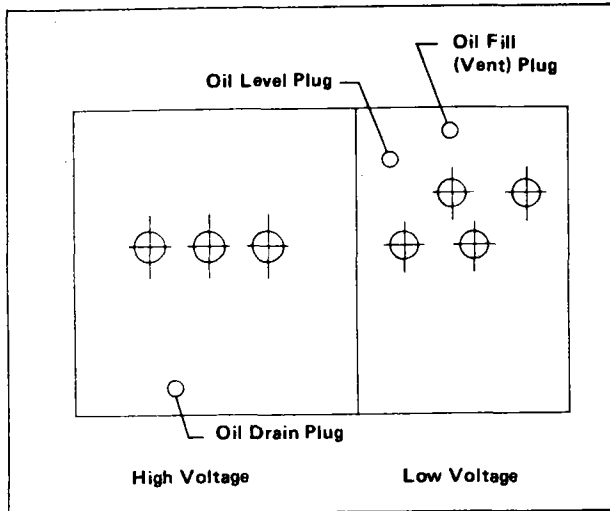 Oil Fill
(Vent) Plug
Oil Level Plug
Oil Drain Plug
High Voltage
Low Voltage